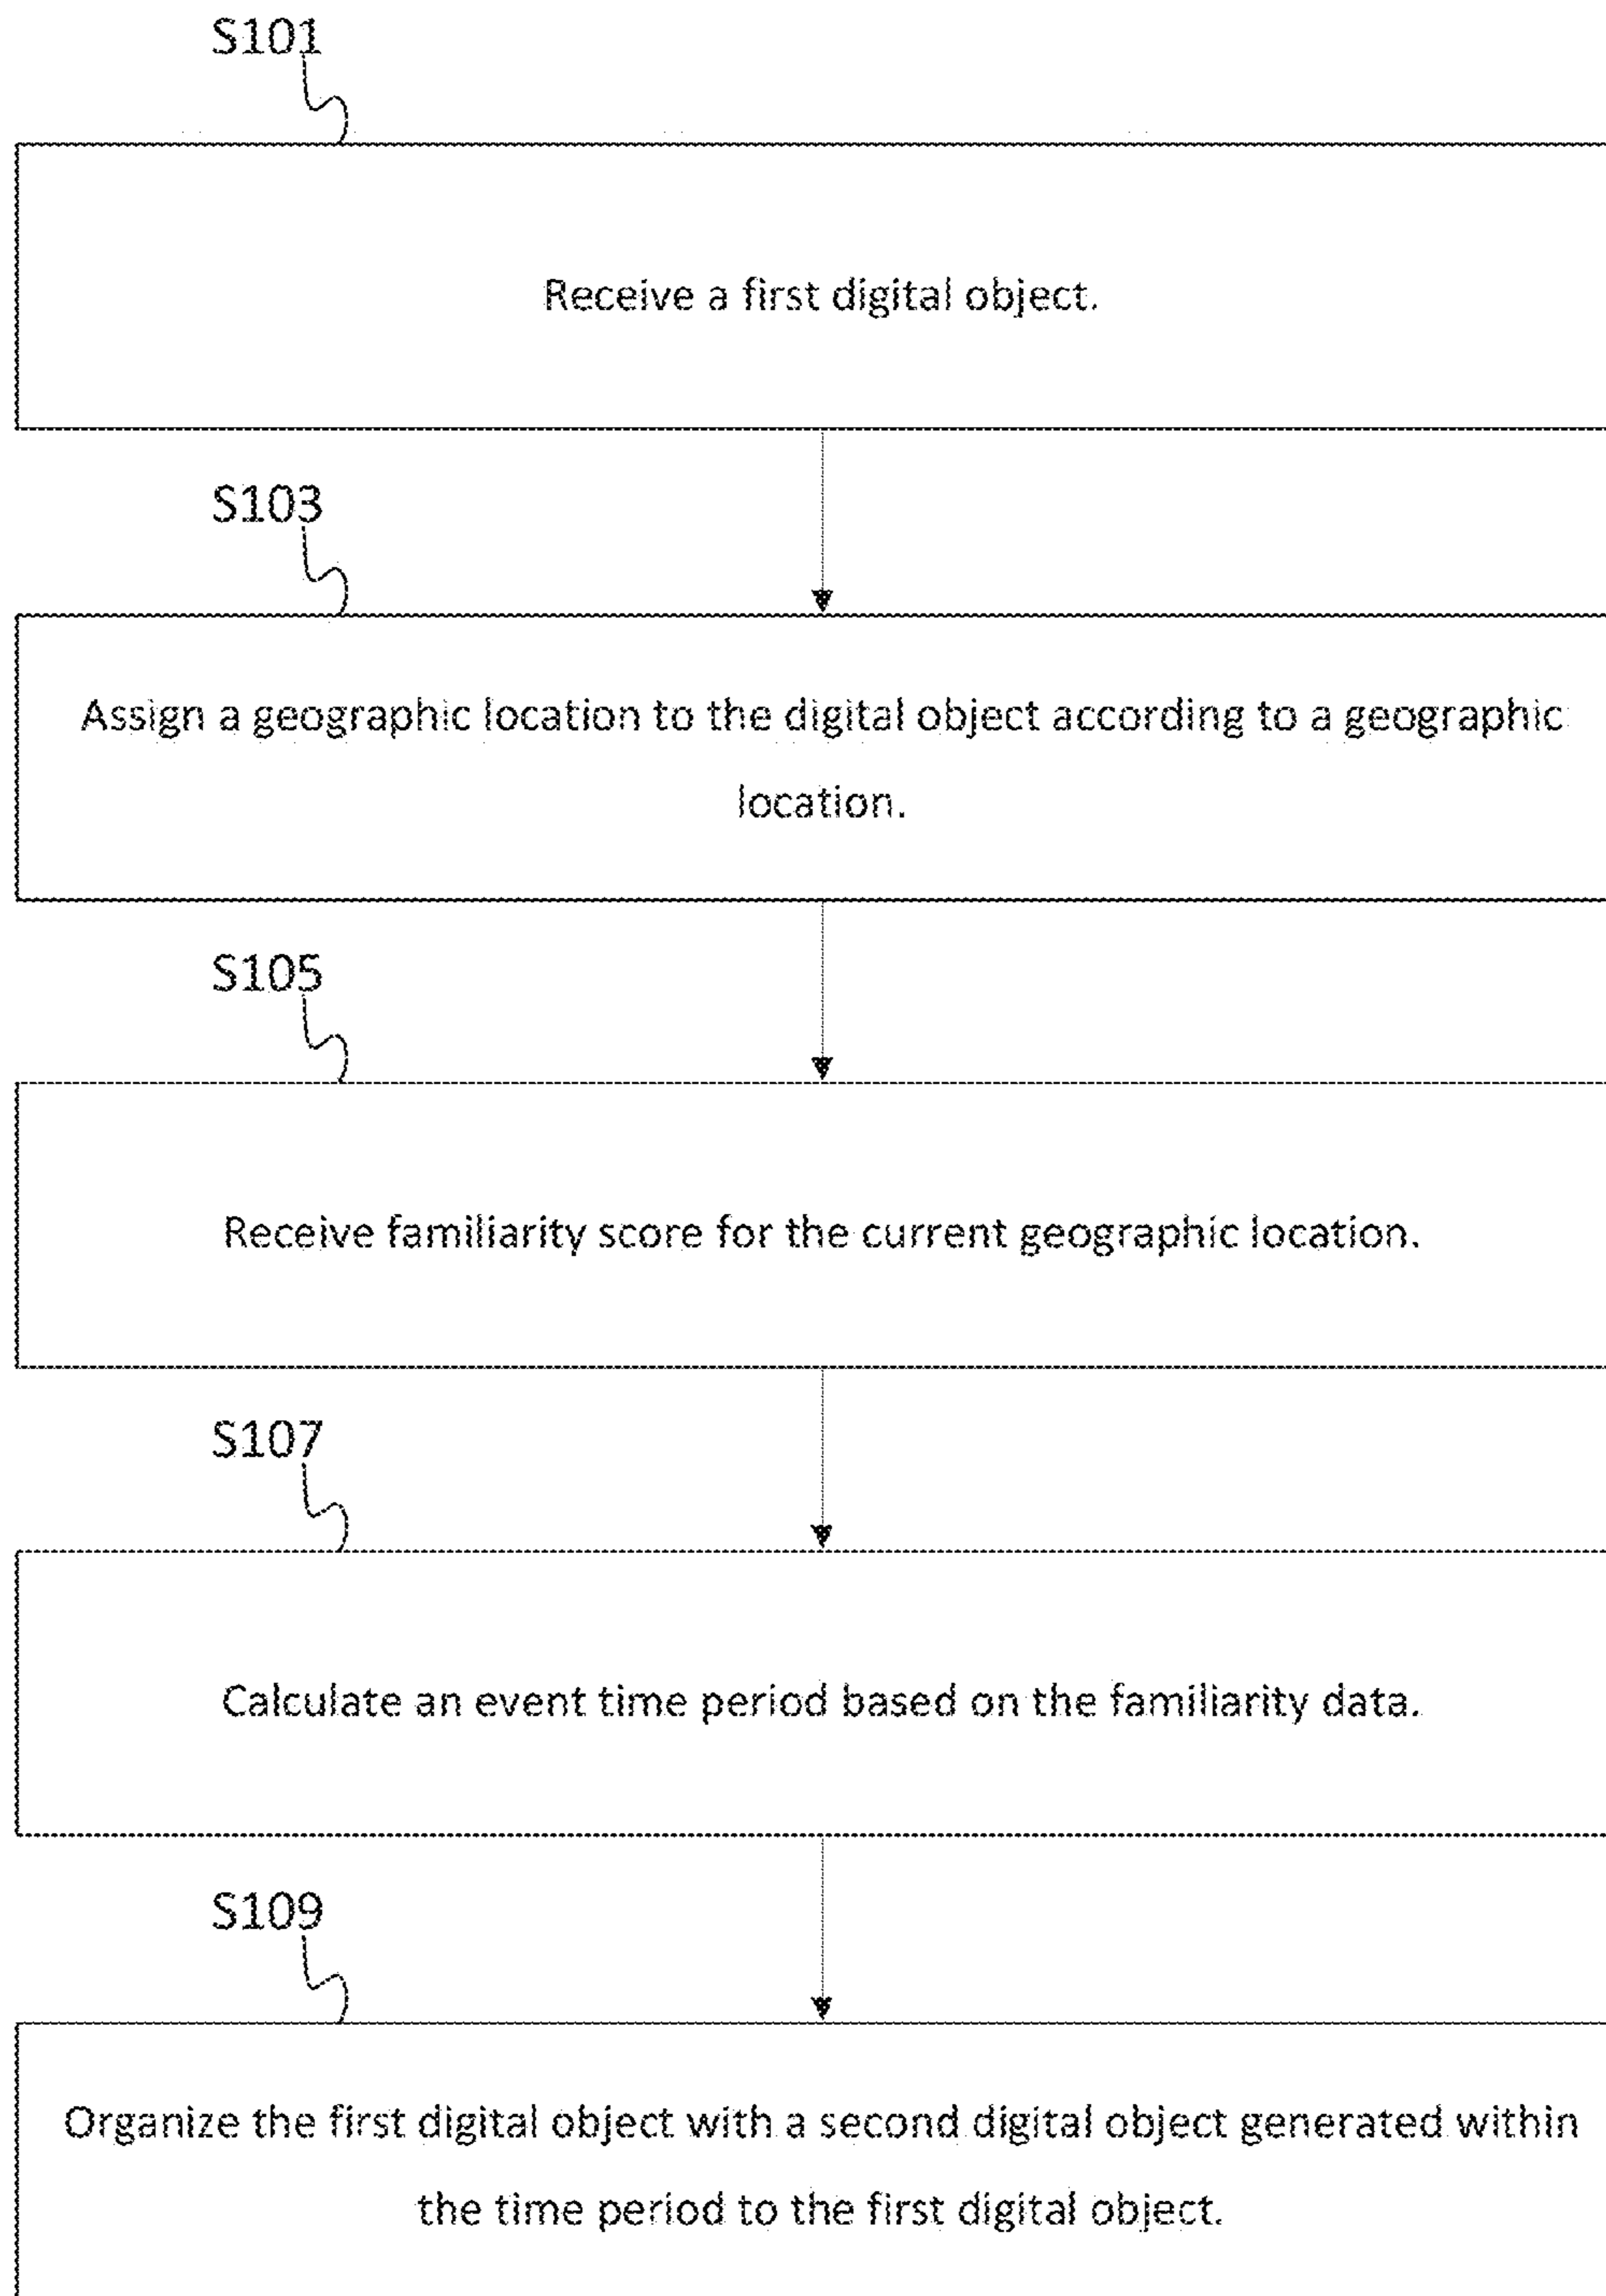 S101
Receive a first digital object.
S103
Assign a geographic location to the digital object according to a geographic
location.
S105
Receive familiarity score for the current geographic location.
S107
Calculate an event time period based on the familiarity data.
S109
Organize the first digital object with a second digital object generated within
the time period to the first digital object.